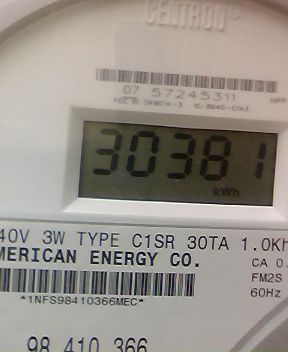 CENTRON®
07 57245311
30381
kWh
40V 3W TYPE C1SR 30TA 1.0Kh
MERICAN ENERGY CO.
CA 0.
FM2S
60Hz
*1NFS98410366MEC*
98 410 366